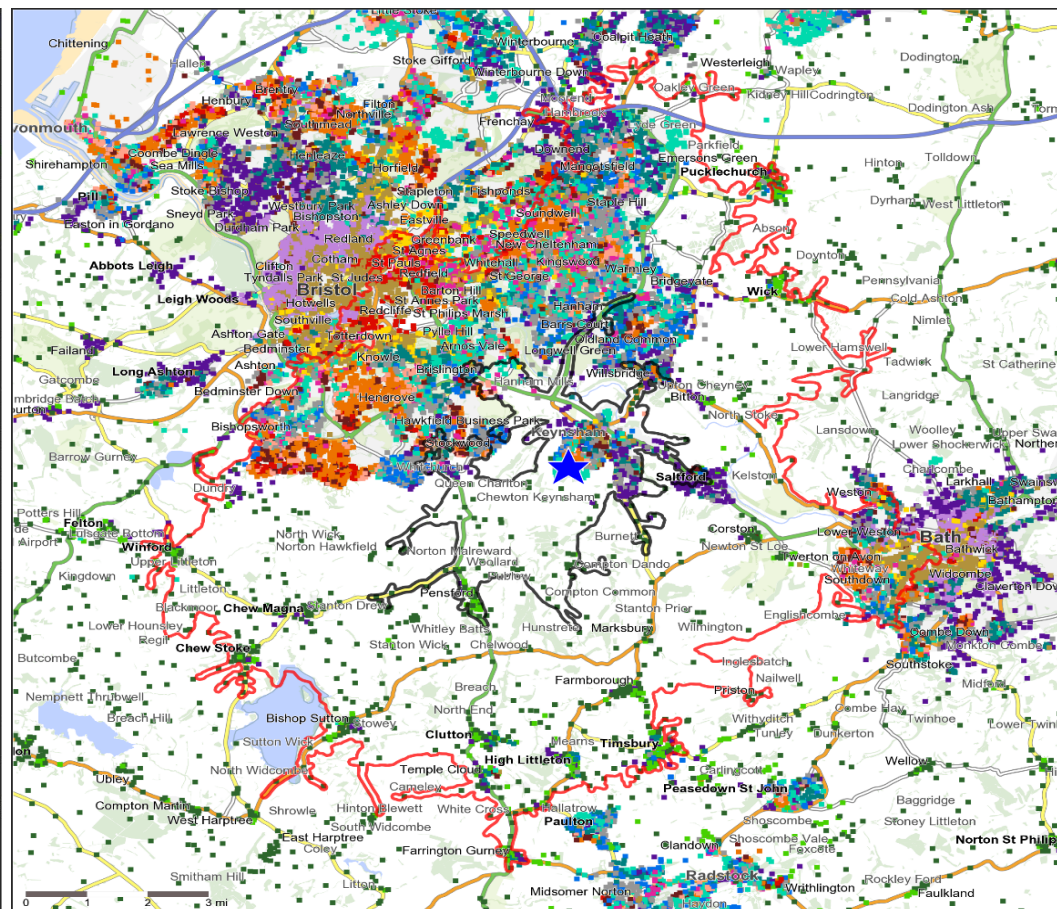 Little Stoke
Chittening
Winterbourne
Coalpit Heath
Hallen
Stoke Gifford
Winterbourne Down
Westerleigh
Wapley
Dodington
Brentry
Henbury
Oakley Green
Kidney Hill
Codrington
Filton
Northville
Moorend
Hambrook
Dodington Ash
vonmouth
Lawrence Weston
Southmead
Frenchay
Parkfield
Coombe Dingle
Henleaze
Downend
Emersons Green
Tolldown
Shirehampton
Sea Mills
Horfield
Mangotsfield
Pucklechurch
Hinton
Stoke Bishop
Stapleton
Fishponds
Pill
Westbury Park
Ashley Down
Staple Hill
Dyrham
West Littleton
Sneyd Park
Bishopston
Soundwell
Easton in Gordano
Durdham Park
Eastville
Speedwell
Abson
Redland
Greenbank
New Cheltenham
St Agnes
Doynton
Abbots Leigh
Clifton
Cotham
St Pauls
Whitehall
Kingswood
Warmley
Tyndalls Park
St Judes
Redfield
St George
Bridgeyate
Pennsylvania
Leigh Woods
Bristol
Barton Hill
Wick
Cold Ashton
Hotwells
St Annes Park
Hanham
Redcliffe
St Philips Marsh
Nimlet
Southville
Barrs Court
Ashton Gate
Totterdown
Pylle Hill
Oldland Common
Failand
Bedminster
Arnos Vale
Longwell Green
Lower Hamswell
Knowle
Tadwick
Ashton
Brislington
Willsbridge
St Catherine
Long Ashton
Hanham Mills
Upton Cheyney
Gatcombe
Bedminster Down
Hengrove
Bitton
Langridge
North Stoke
Hawkfield Business Park
Bishopsworth
Keynsham
Lansdown
Woolley
Stockwood
Lower Shockerwick
Barrow Gurney
Whitchurch
Charlcombe
Queen Charlton
Saltford
Kelston
Larkhall
Dundry
Chewton Keynsham
Weston
Bathampton
Potters Hill
Felton
Corston
Lower Weston
Airport
Lulsgate Bottom
North Wick
Burnett
Bath
Winford
Norton Hawkfield
Newton St Loe
Twerton on Avon
Bathwick
Norton Malreward
Upper Littleton
Woollard
Compton Dando
Whiteway
Kingdown
Publow
Southdown
Widcombe
Littleton
Pensford
Compton Common
Claverton Dow
Blackmoor
Chew Magna
Stanton Drew
Stanton Prior
Englishcombe
Lower Hounsley
Whitley Batts
Hunstrete
Marksbury
Wilmington
Combe Down
Regil
Stanton Wick
Chelwood
Monkton Combe
Butcombe
Chew Stoke
Inglesbatch
Southstoke
Farmborough
Nailwell
Midford
Nempnett Thrubwell
Breach
Priston
Breach Hill
North End
Combe Hay
Bishop Sutton
Stowey
Withyditch
Twinhoe
Clutton
Tunley
Dunkerton
Sutton Wick
Mearns
Timsbury
High Littleton
Wellow
North Widcombe
Temple Cloud
Carlingcott
Ubley
Cameley
Peasedown St John
Compton Martin
Baggridge
Shrowle
Hinton Blewett
White Cross
Hallatrow
West Harptree
Shoscombe
Stoney Littleton
South Widcombe
Paulton
East Harptree
Shoscombe Vale
Clandown
Foxcote
Norton St Philip
Coley
Farrington Gurney
Smitham Hill
Radstock
Rockley Ford
Litton
Writhlington
Midsomer Norton
Faulkland
Haydon
0 1 2 3 mi